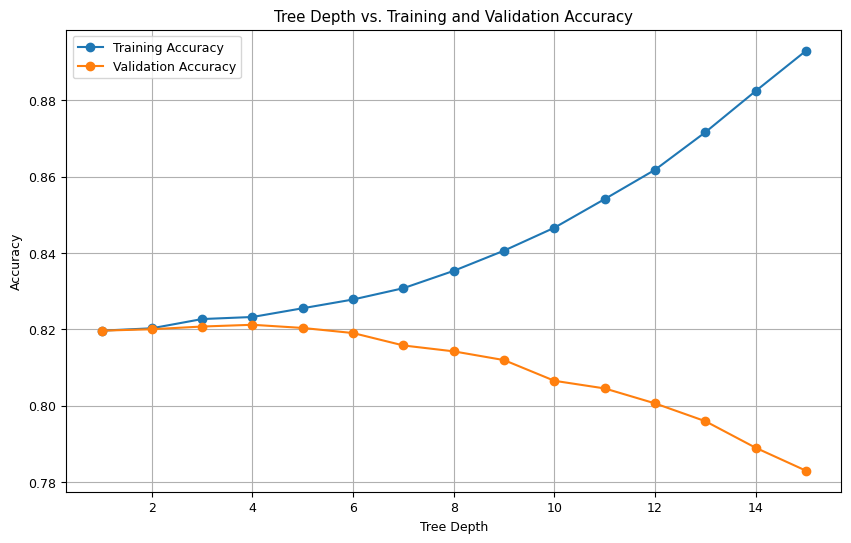 Tree Depth vs. Training and Validation Accuracy
Training Accuracy
Validation Accuracy
0.88
0.86
0.84
0.82
0.80
0.78
Accuracy
2 4 6 8 10 12 14
Tree Depth